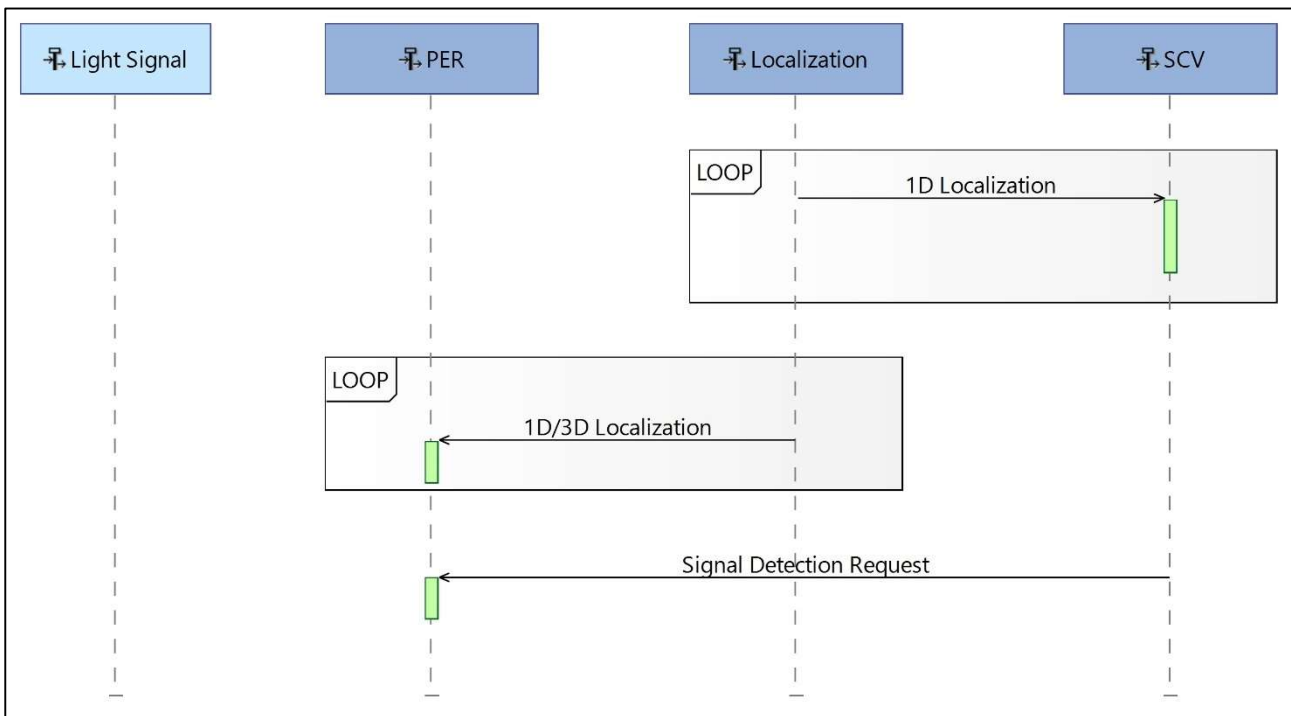 Light Signal
PER
Localization
SCV
LOOP
1D Localization
LOOP
1D/3D Localization
Signal Detection Request